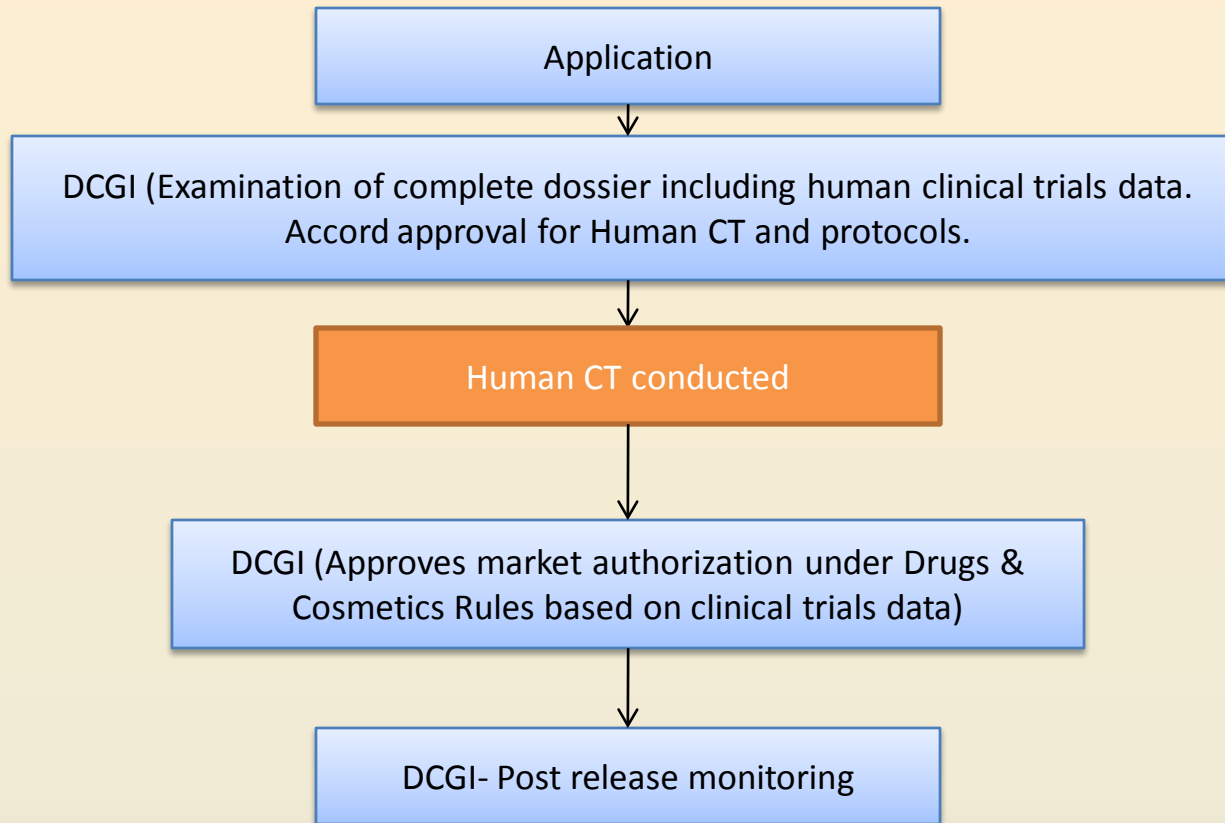 Application
DCGI (Examination of complete dossier including human clinical trials data.
Accord approval for Human CT and protocols.
Human CT conducted
DCGI (Approves market authorization under Drugs &
Cosmetics Rules based on clinical trials data)
DCGI- Post release monitoring